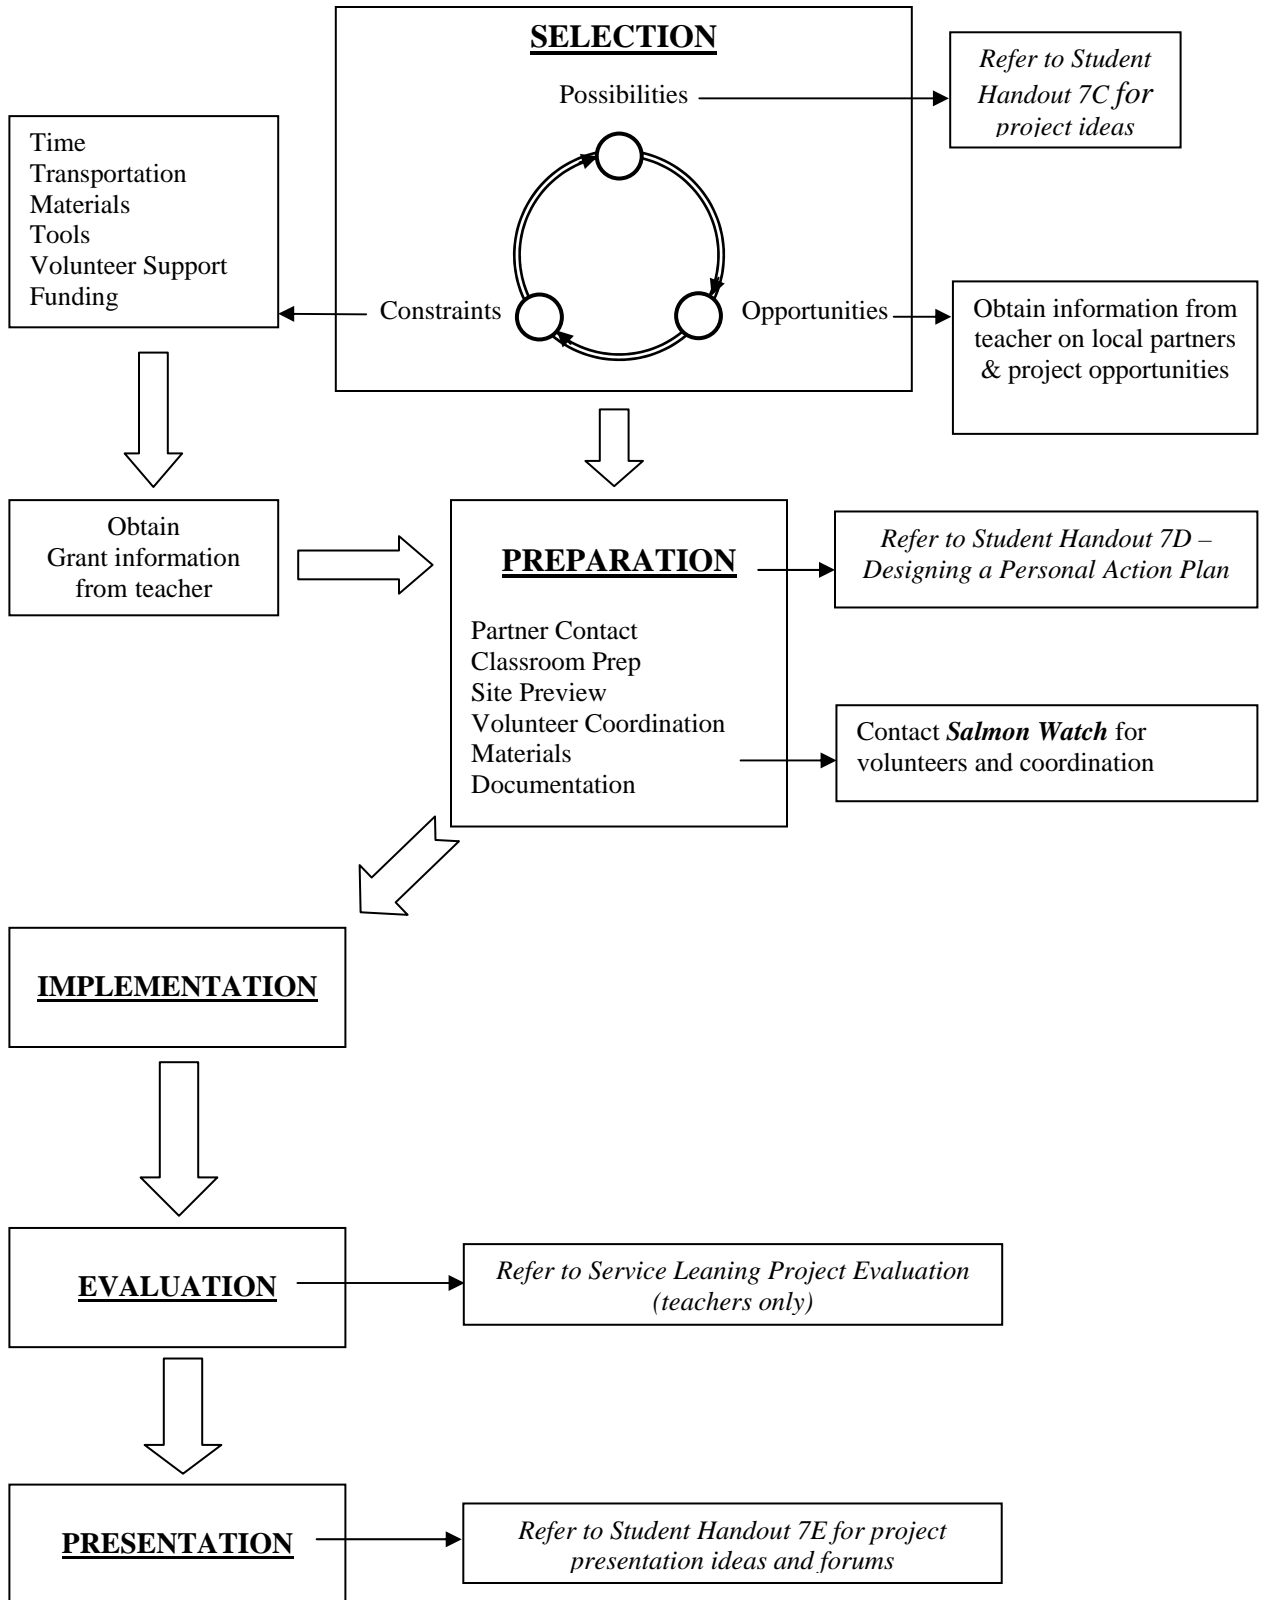 SELECTION
Possibilities
Refer to Student
Handout 7C for
project ideas
Time
Transportation
Materials
Tools
Volunteer Support
Funding
Constraints
Opportunities
Obtain information from
teacher on local partners
& project opportunities
Obtain
Grant information
from teacher
PREPARATION
Partner Contact
Classroom Prep
Site Preview
Volunteer Coordination
Materials
Documentation
Refer to Student Handout 7D –
Designing a Personal Action Plan
Contact Salmon Watch for
volunteers and coordination
IMPLEMENTATION
EVALUATION
Refer to Service Leaning Project Evaluation
(teachers only)
PRESENTATION
Refer to Student Handout 7E for project
presentation ideas and forums